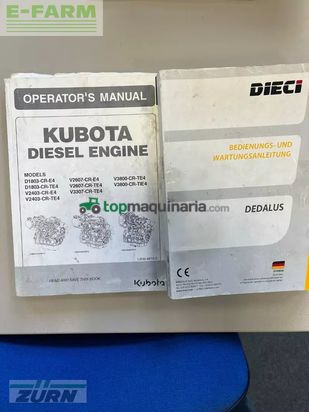 E-FARM
OPERATOR'S MANUAL
KUBOTA
DIESEL ENGINE
MODELS
D1803-CR-E4
D1803-CR-TE4
V2403-CR-E4
V2403-CR-TE4
V2607-CR-E4
V2607-CR-TE4
V3307-CR-TE4
V3800-CR-TE4
V3800-CR-TIE4
READ AND SAVE THIS BOOK
Kubota
DIECI
BEDIENUNGS- UND
WARTUNGSANLEITUNG
DEDALUS
CE
topmaquinaria.com
ZÜRN